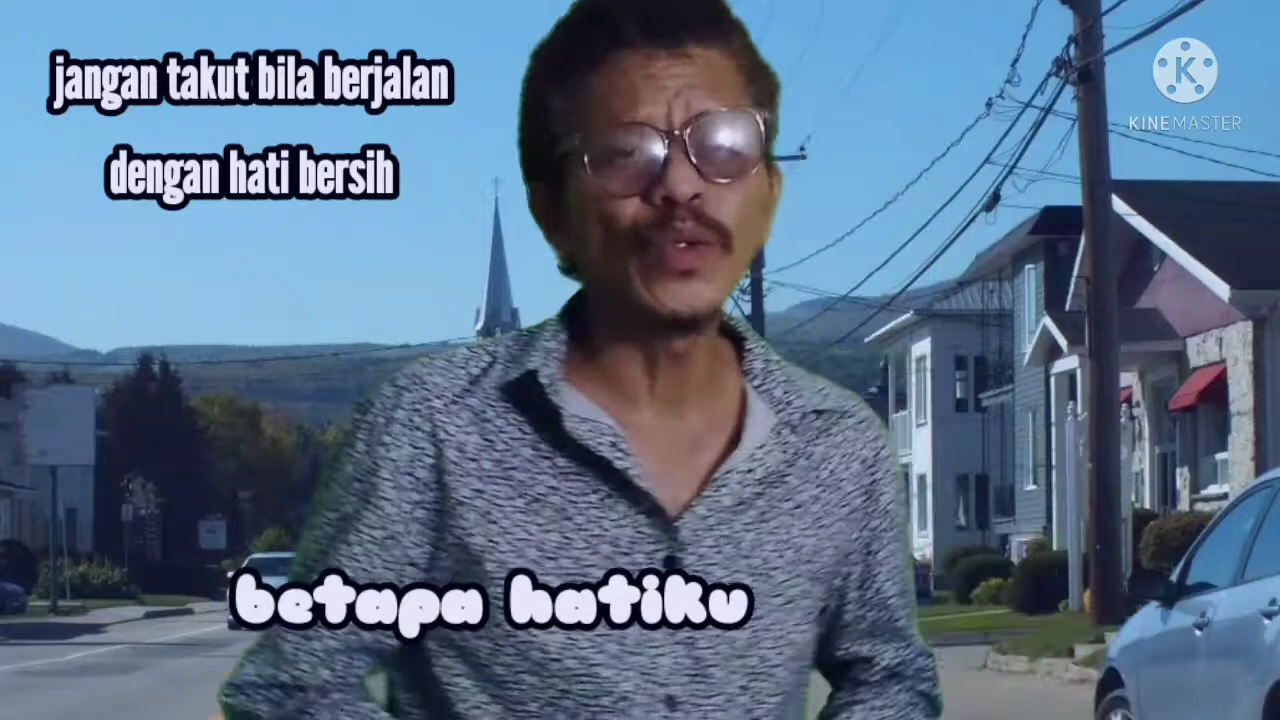 jangan takut bila berjalan
dengan hati bersih
K
KINEMASTER
betapa hatiku